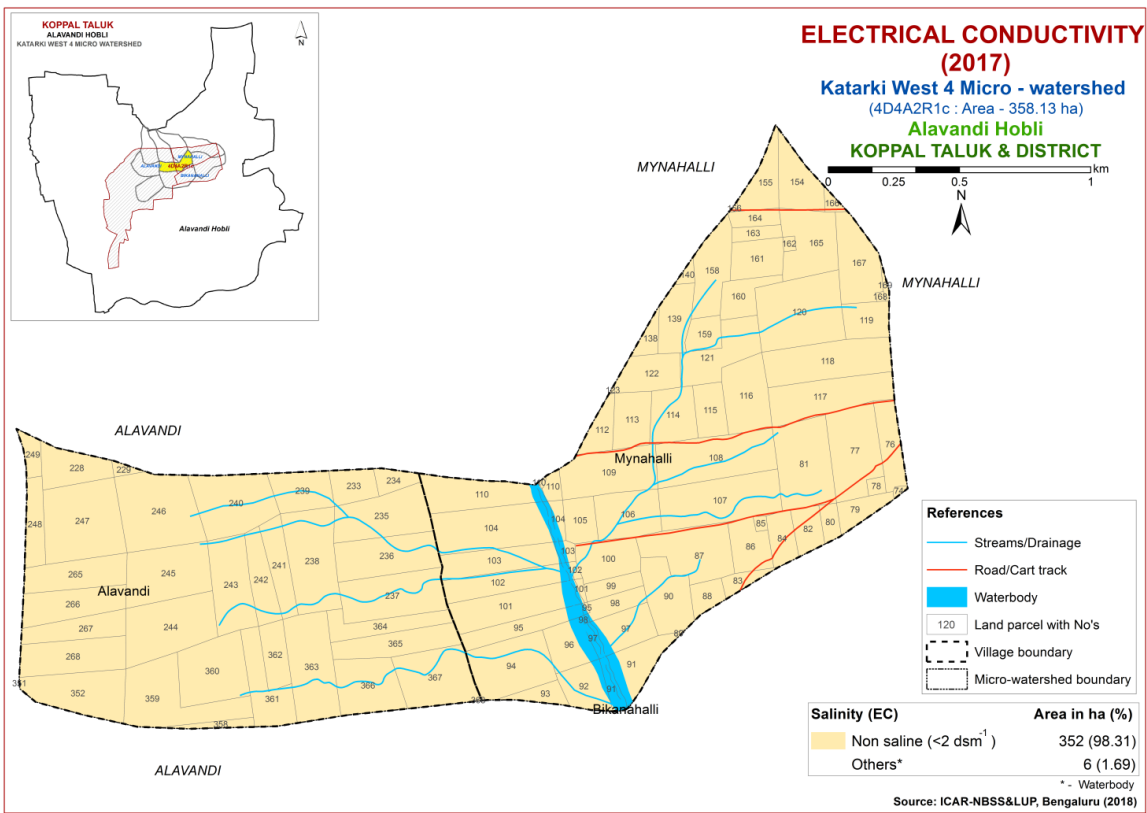 KOPPAL TALUK
ALAVANDI HOBLI
KATARKI WEST 4 MICRO WATERSHED
N
MYNAHALLI
ALAVANDI
4D4A2R1c
BIKANAHALLI
Alavandi Hobli
ELECTRICAL CONDUCTIVITY
(2017)
Katarki West 4 Micro - watershed
(4D4A2R1c : Area - 358.13 ha)
Alavandi Hobli
KOPPAL TALUK & DISTRICT
km
0 0.25 0.5 1
N
MYNAHALLI
MYNAHALLI
ALAVANDI
ALAVANDI
155 154
166
164
163
162 165
161
167
140 158
160
168
120
119
139
159
138
121
118
122
116
117
115
114
113
112
Mynahalli
109
108
81
77
76
78
79
107
106
105
85
82 80
84
86
87
83
88
90
100
99
98
97
91
110 110
104
104
103
103
102
102
101
101
95
95
96
97
94
93
92
91
Bikanahalli
249
228
229
248
247
246
240
239
233
234
235
236
238
241
242
243
245
265
Alavandi
266
267
244
268
237
364
365
362
363
360
367
366
361
359
352
351
358
References
Streams/Drainage
Road/Cart track
Waterbody
120 Land parcel with No's
Village boundary
Micro-watershed boundary
Salinity (EC) Area in ha (%)
Non saline (<2 dsm-1 ) 352 (98.31)
Others* 6 (1.69)
* - Waterbody
Source: ICAR-NBSS&LUP, Bengaluru (2018)